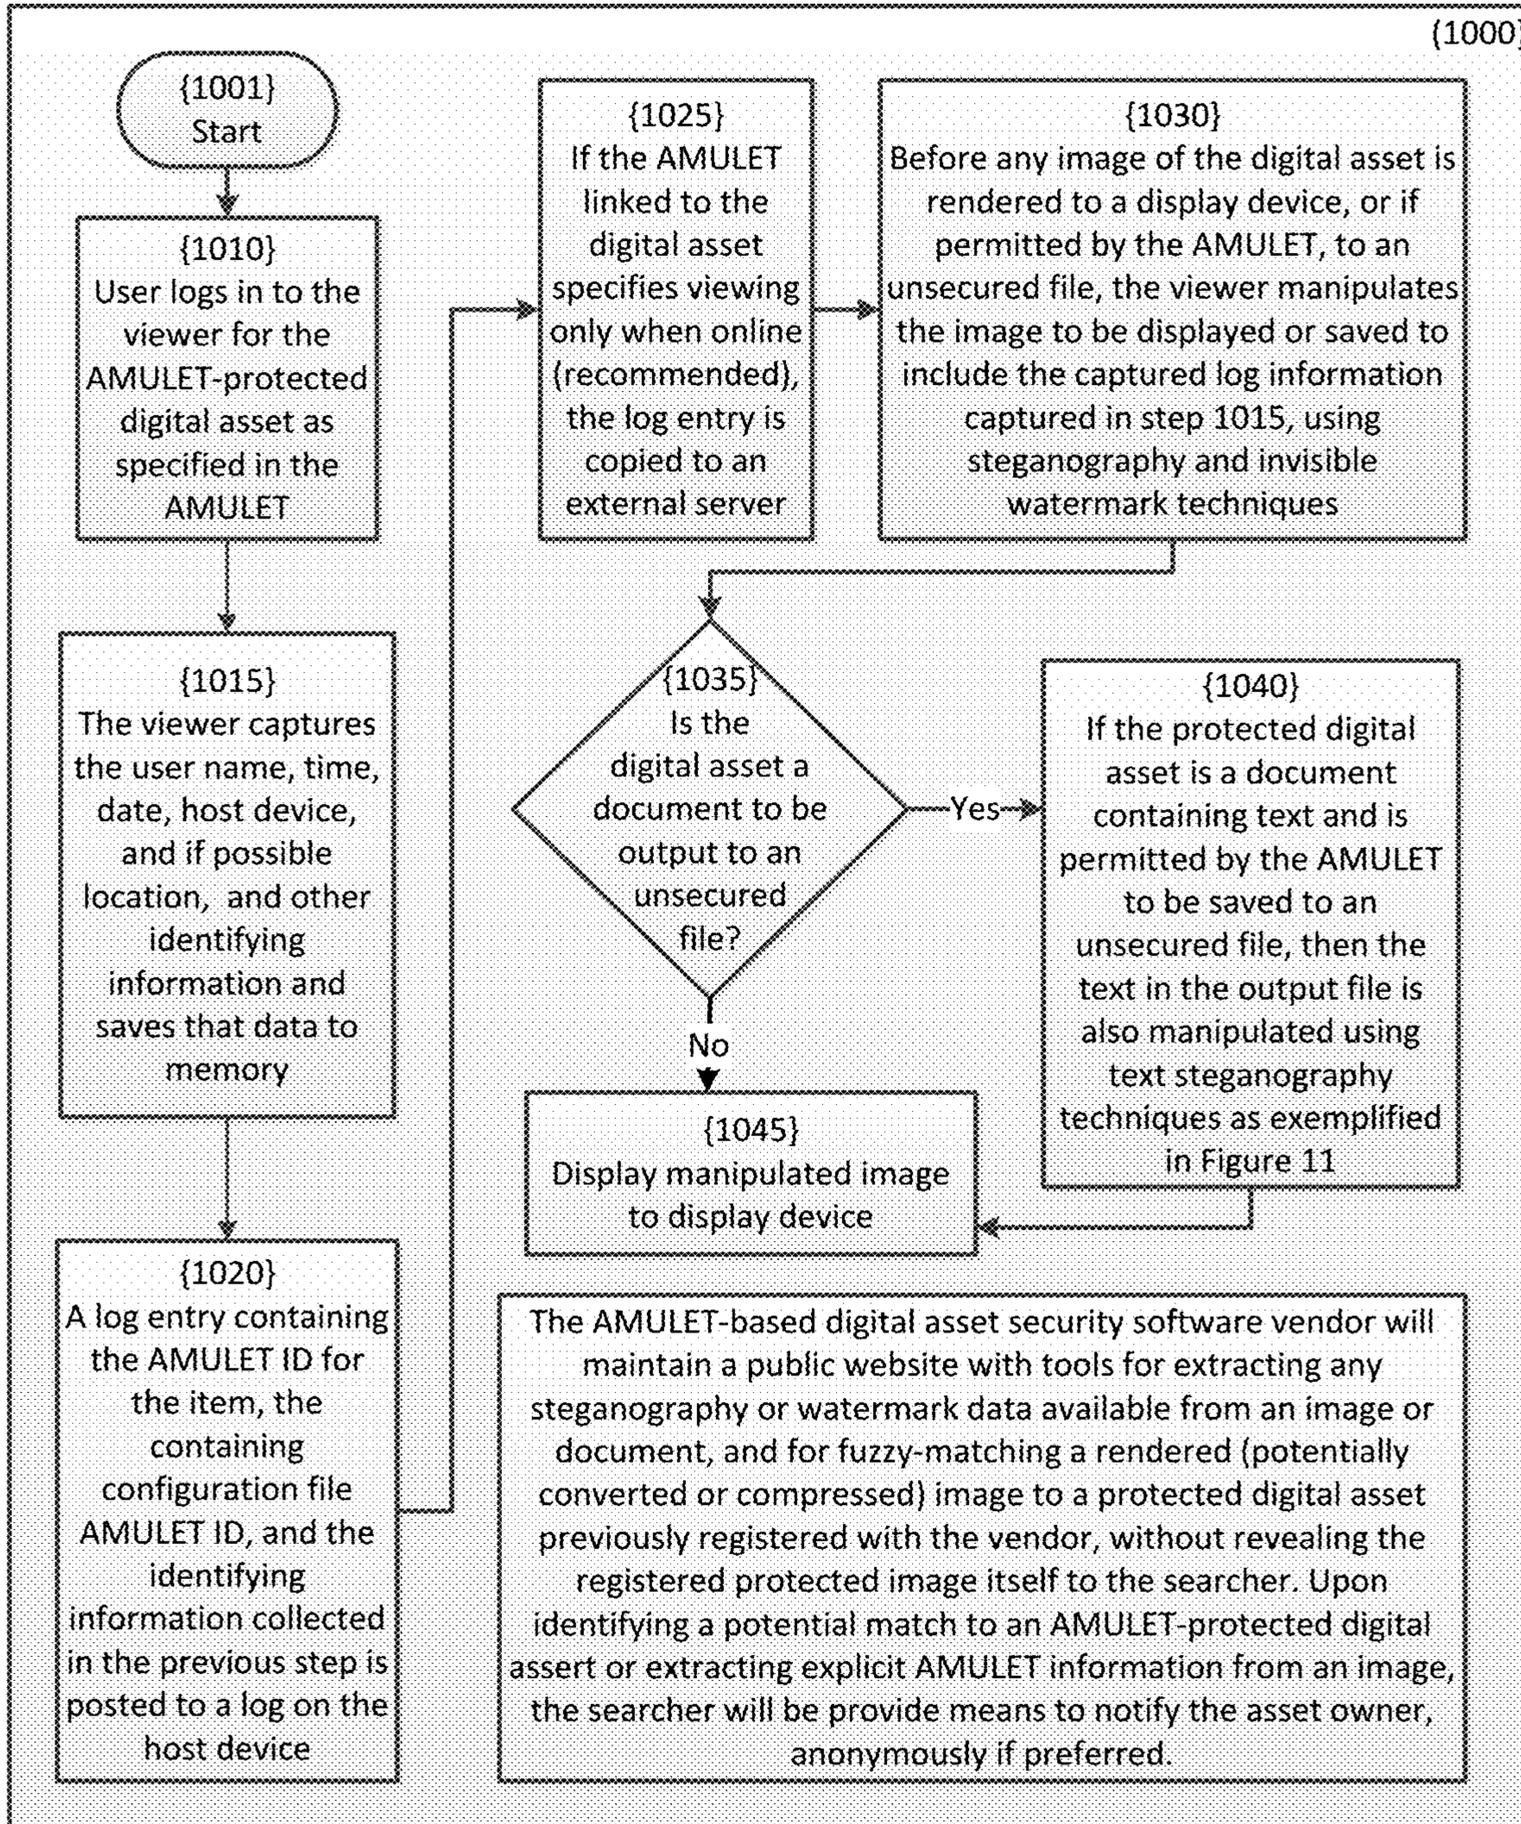 {1000}
{1001}
Start
{1010}
User logs in to the
viewer for the
AMULET-protected
digital asset as
specified in the
AMULET
{1015}
The viewer captures
the user name, time,
date, host device,
and if possible
location, and other
identifying
information and
saves that data to
memory
{1020}
A log entry containing
the AMULET ID for
the item, the
containing
configuration file
AMULET ID, and the
identifying
information collected
in the previous step is
posted to a log on the
host device
{1025}
If the AMULET
linked to the
digital asset
specifies viewing
only when online
(recommended),
the log entry is
copied to an
external server
{1030}
Before any image of the digital asset is
rendered to a display device, or if
permitted by the AMULET, to an
unsecured file, the viewer manipulates
the image to be displayed or saved to
include the captured log information
captured in step 1015, using
steganography and invisible
watermark techniques
{1035}
Is the
digital asset a
document to be
output to an
unsecured
file?
Yes
No
{1040}
If the protected digital
asset is a document
containing text and is
permitted by the AMULET
to be saved to an
unsecured file, then the
text in the output file is
also manipulated using
text steganography
techniques as exemplified
in Figure 11
{1045}
Display manipulated image
to display device
The AMULET-based digital asset security software vendor will
maintain a public website with tools for extracting any
steganography or watermark data available from an image or
document, and for fuzzy-matching a rendered (potentially
converted or compressed) image to a protected digital asset
previously registered with the vendor, without revealing the
registered protected image itself to the searcher. Upon
identifying a potential match to an AMULET-protected digital
assert or extracting explicit AMULET information from an image,
the searcher will be provide means to notify the asset owner,
anonymously if preferred.